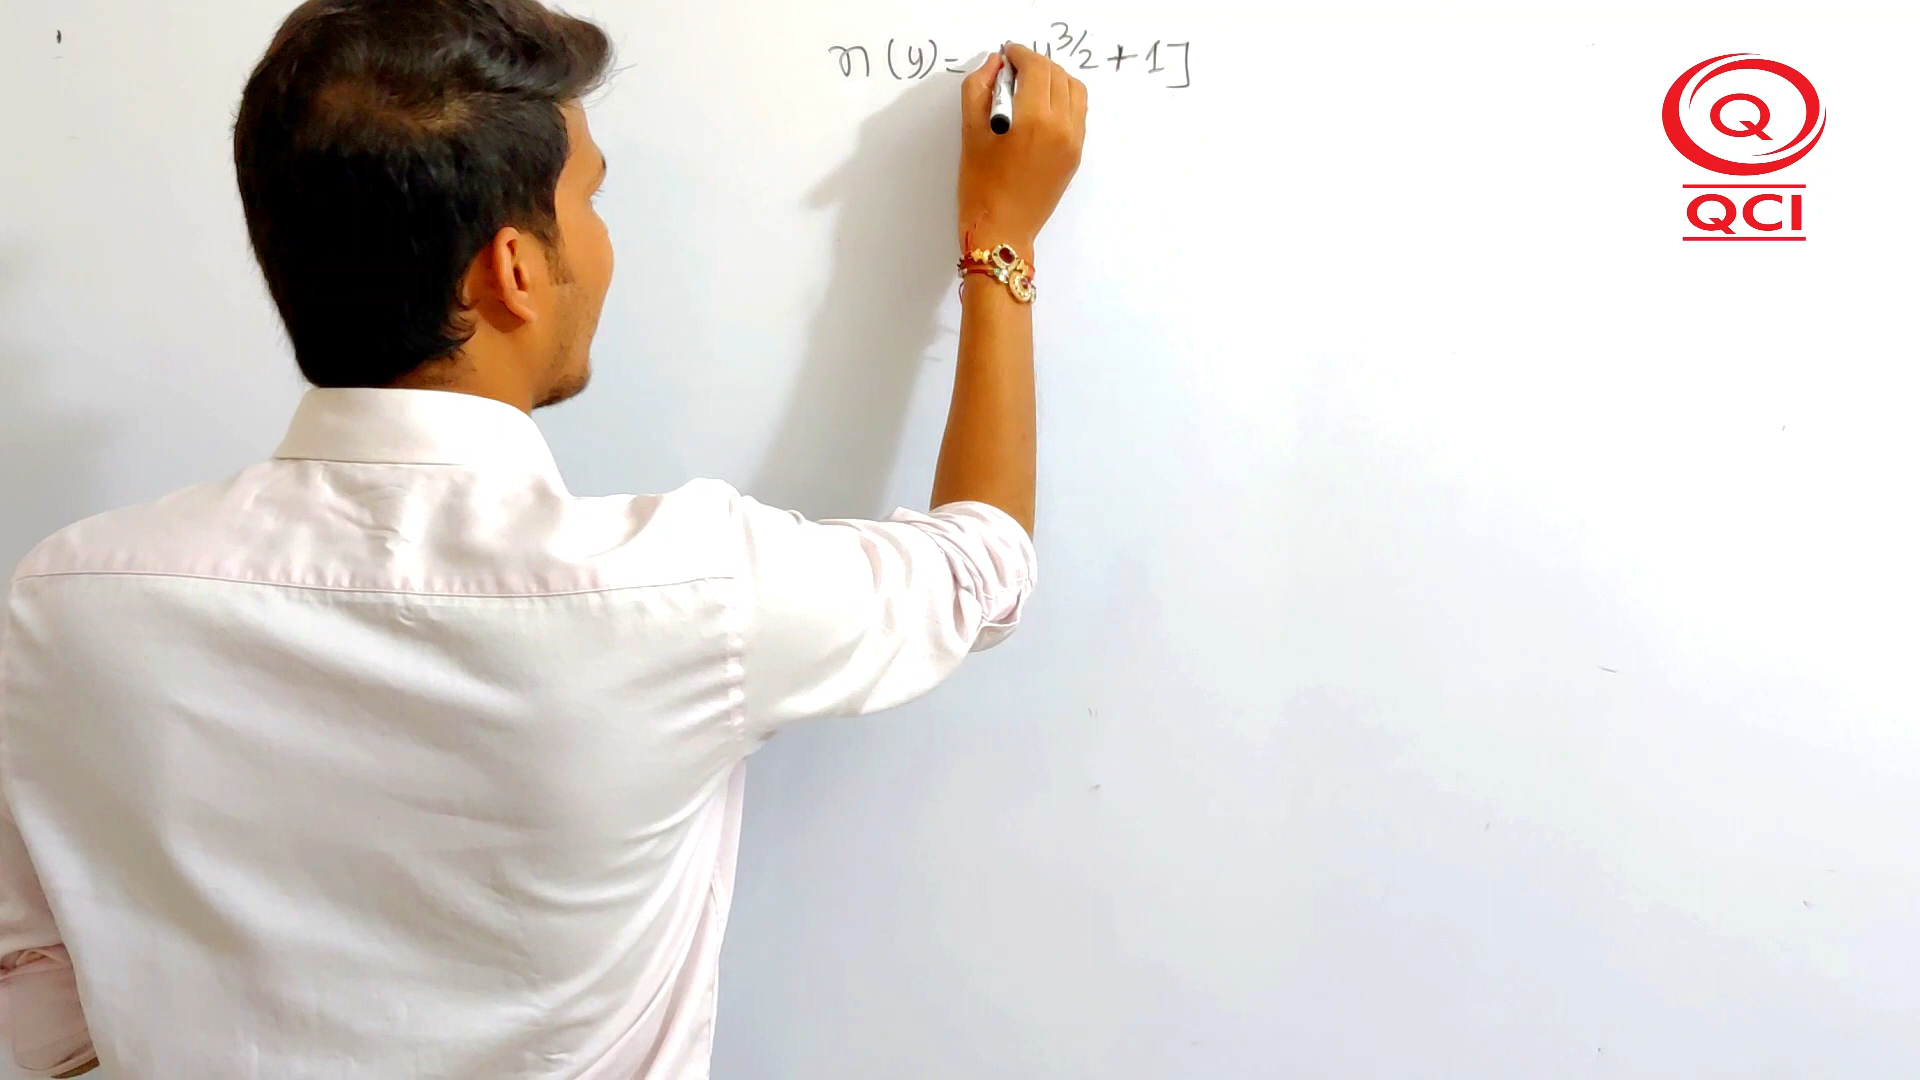 n (y) = y^3/2 + 1]
Q
QCI